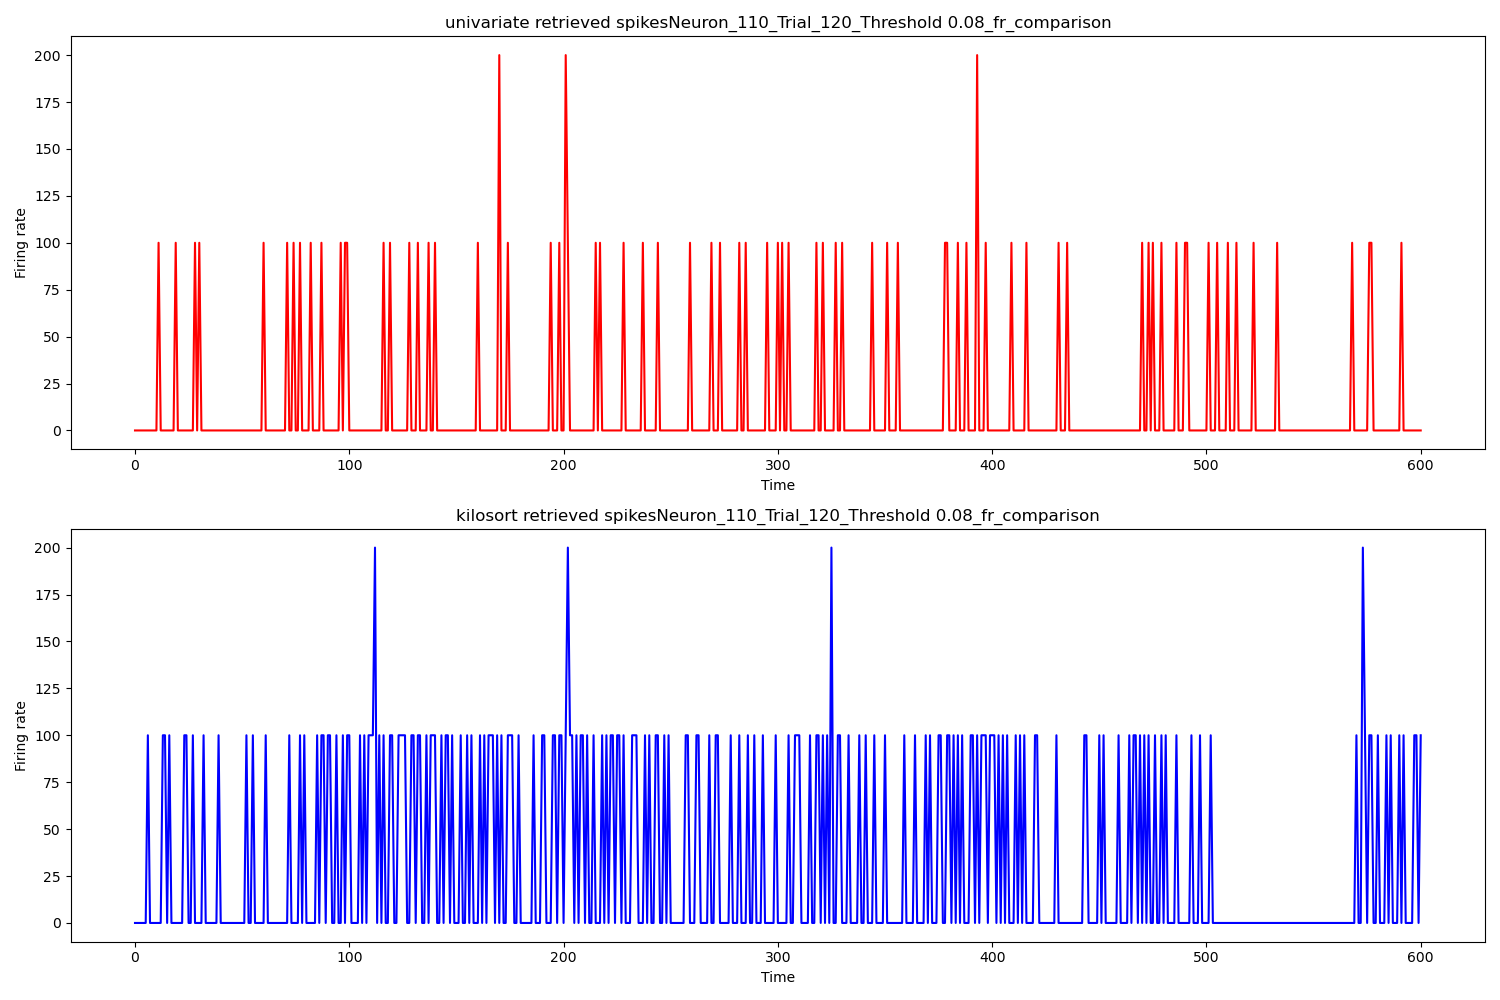 univariate retrieved spikesNeuron_110_Trial_120_Threshold 0.08_fr_comparison
200
175
150
125
100
75
50
25
0
Firing rate
0 100 200 300 400 500 600
Time
kilosort retrieved spikesNeuron_110_Trial_120_Threshold 0.08_fr_comparison
200
175
150
125
100
75
50
25
0
Firing rate
0 100 200 300 400 500 600
Time